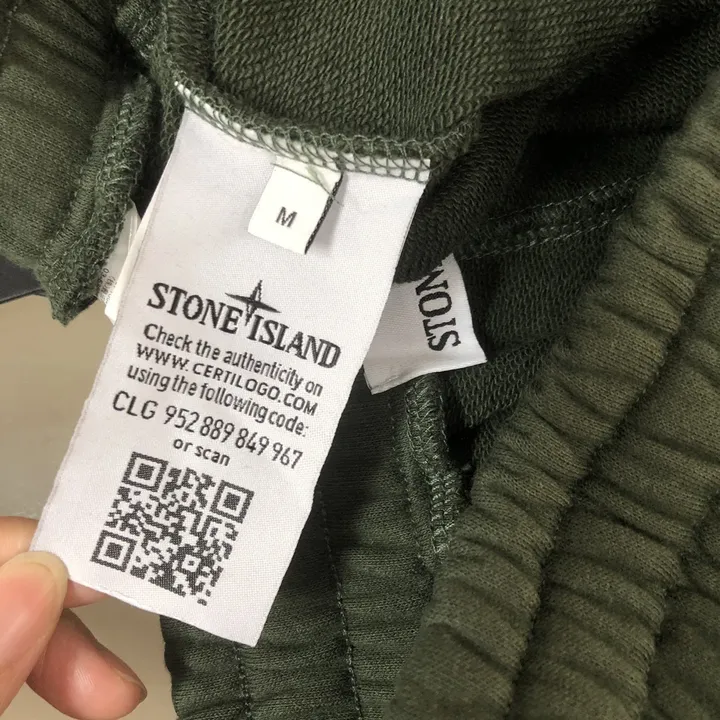 M
STONE ISLAND
Check the authenticity on
WWW.CERTILOGO.COM
using the following code:
CLG 952 889 849 967
or scan
STON